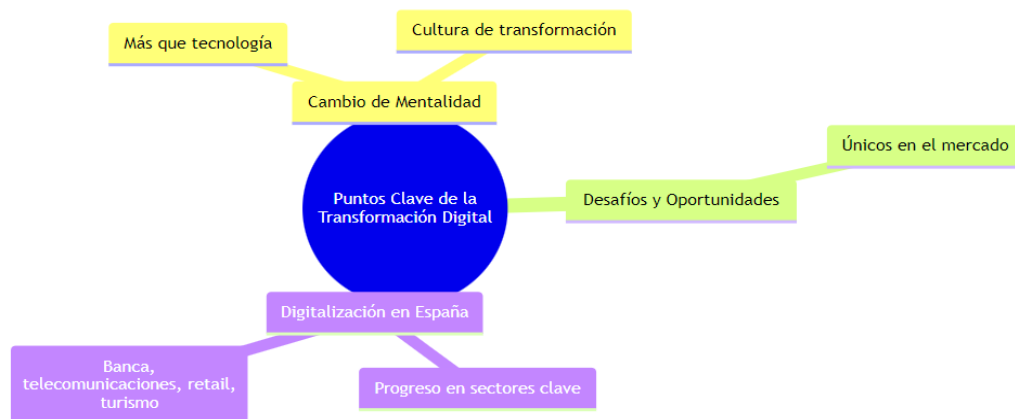 Más que tecnología
Cultura de transformación
Cambio de Mentalidad
Puntos Clave de la
Transformación Digital
Desafíos y Oportunidades
Únicos en el mercado
Digitalización en España
Banca,
telecomunicaciones, retail,
turismo
Progreso en sectores clave